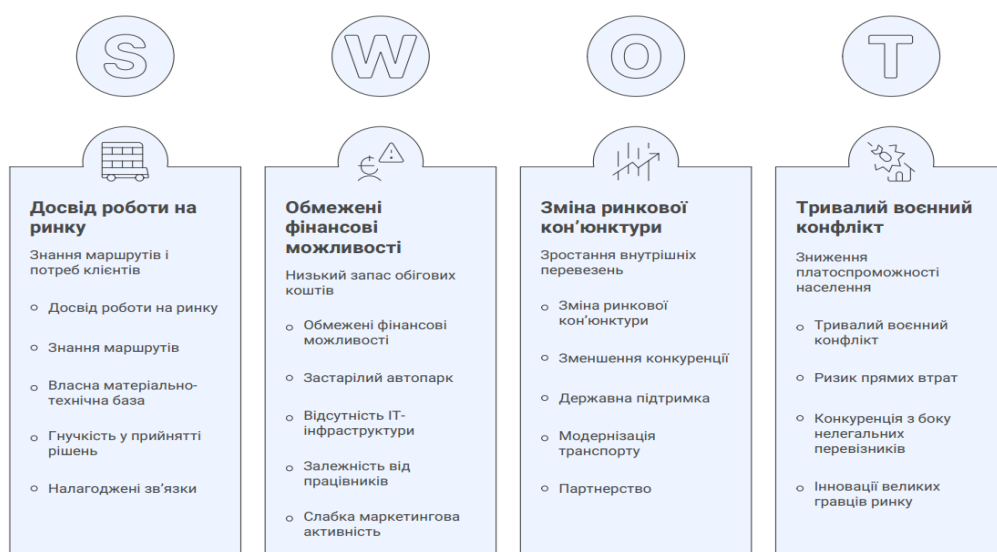 S
W
O
T
Досвід роботи на
ринку
Знання маршрутів і
потреб клієнтів
Досвід роботи на ринку
Знання маршрутів
Власна матеріально-
технічна база
Гнучкість у прийнятті
рішень
Налагоджені зв’язки
Обмежені
фінансові
можливості
Низький запас обігових
коштів
Обмежені фінансові
можливості
Застарілий автопарк
Відсутність ІТ-
інфраструктури
Залежність від
працівників
Слабка маркетингова
активність
Зміна ринкової
кон’юнктури
Зростання внутрішніх
перевезень
Зміна ринкової
кон’юнктури
Зменшення конкуренції
Державна підтримка
Модернізація
транспорту
Партнерство
Тривалий воєнний
конфлікт
Зниження
платоспроможності
населення
Тривалий воєнний
конфлікт
Ризик прямих втрат
Конкуренція з боку
нелегальних
перевізників
Інновації великих
гравців ринку